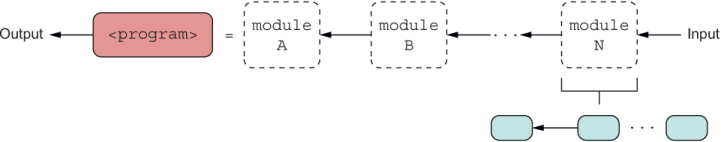 Output
<program>
=
module
A
module
B
...
module
N
Input
...